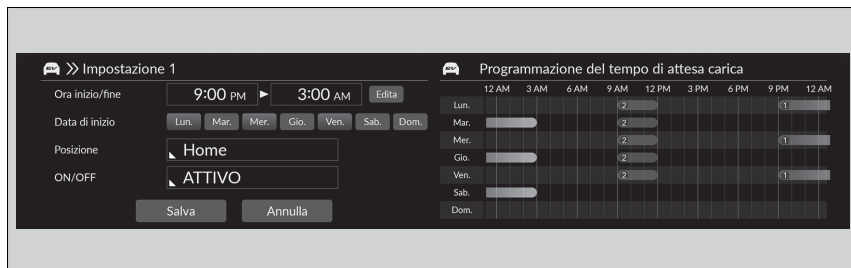 EV Impostazione 1
Ora inizio/fine 9:00 PM 3:00 AM Edita
Data di inizio Lun. Mar. Mer. Gio. Ven. Sab. Dom.
Posizione Home
ON/OFF ATTIVO
Salva Annulla
EV Programmazione del tempo di attesa carica
12 AM 3 AM 6 AM 9 AM 12 PM 3 PM 6 PM 9 PM 12 AM
Lun. 2 1
Mar. 2
Mer. 2 1
Gio. 2
Ven. 2 1
Sab.
Dom.